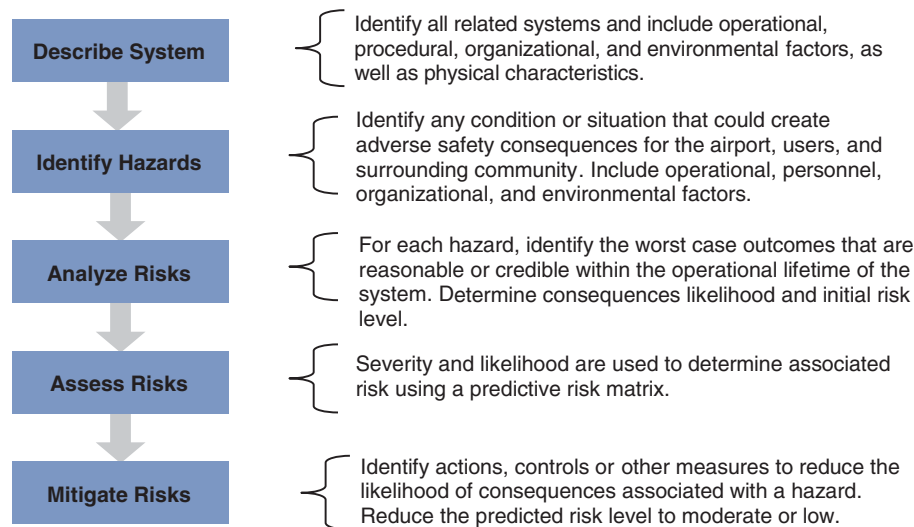 Describe System
Identify all related systems and include operational,
procedural, organizational, and environmental factors, as
well as physical characteristics.
Identify Hazards
Identify any condition or situation that could create
adverse safety consequences for the airport, users, and
surrounding community. Include operational, personnel,
organizational, and environmental factors.
Analyze Risks
For each hazard, identify the worst case outcomes that are
reasonable or credible within the operational lifetime of the
system. Determine consequences likelihood and initial risk
level.
Assess Risks
Severity and likelihood are used to determine associated
risk using a predictive risk matrix.
Mitigate Risks
Identify actions, controls or other measures to reduce the
likelihood of consequences associated with a hazard.
Reduce the predicted risk level to moderate or low.